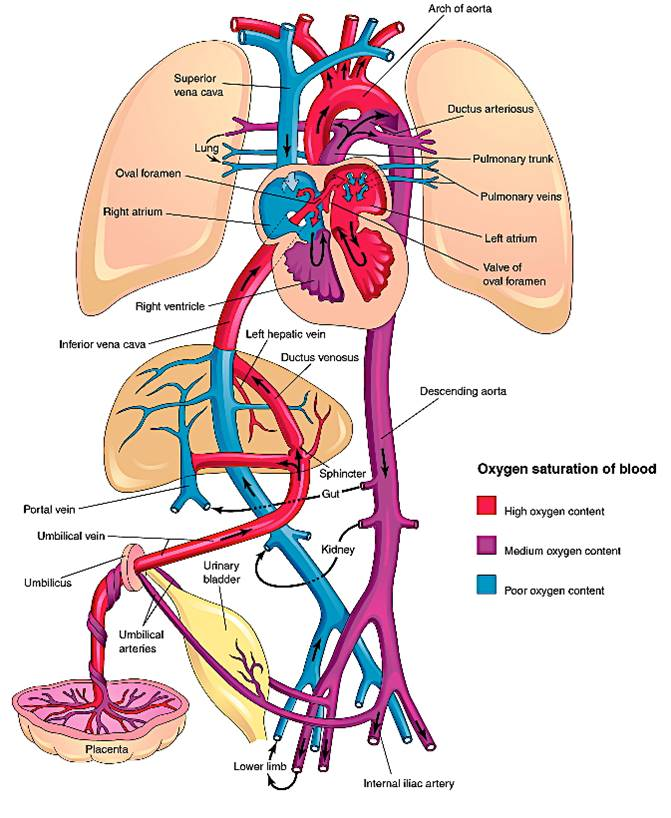 Arch of aorta
Superior
vena cava
Ductus arteriosus
Lung
Pulmonary trunk
Oval foramen
Pulmonary veins
Right atrium
Left atrium
Valve of
oval foramen
Right ventricle
Left hepatic vein
Inferior vena cava
Ductus venosus
Descending aorta
Oxygen saturation of blood
Sphincter
Gut
Portal vein
High oxygen content
Umbilical vein
Medium oxygen content
Kidney
Urinary
bladder
Umbilicus
Poor oxygen content
Umbilical
arteries
Placenta
Lower limb
Internal iliac artery